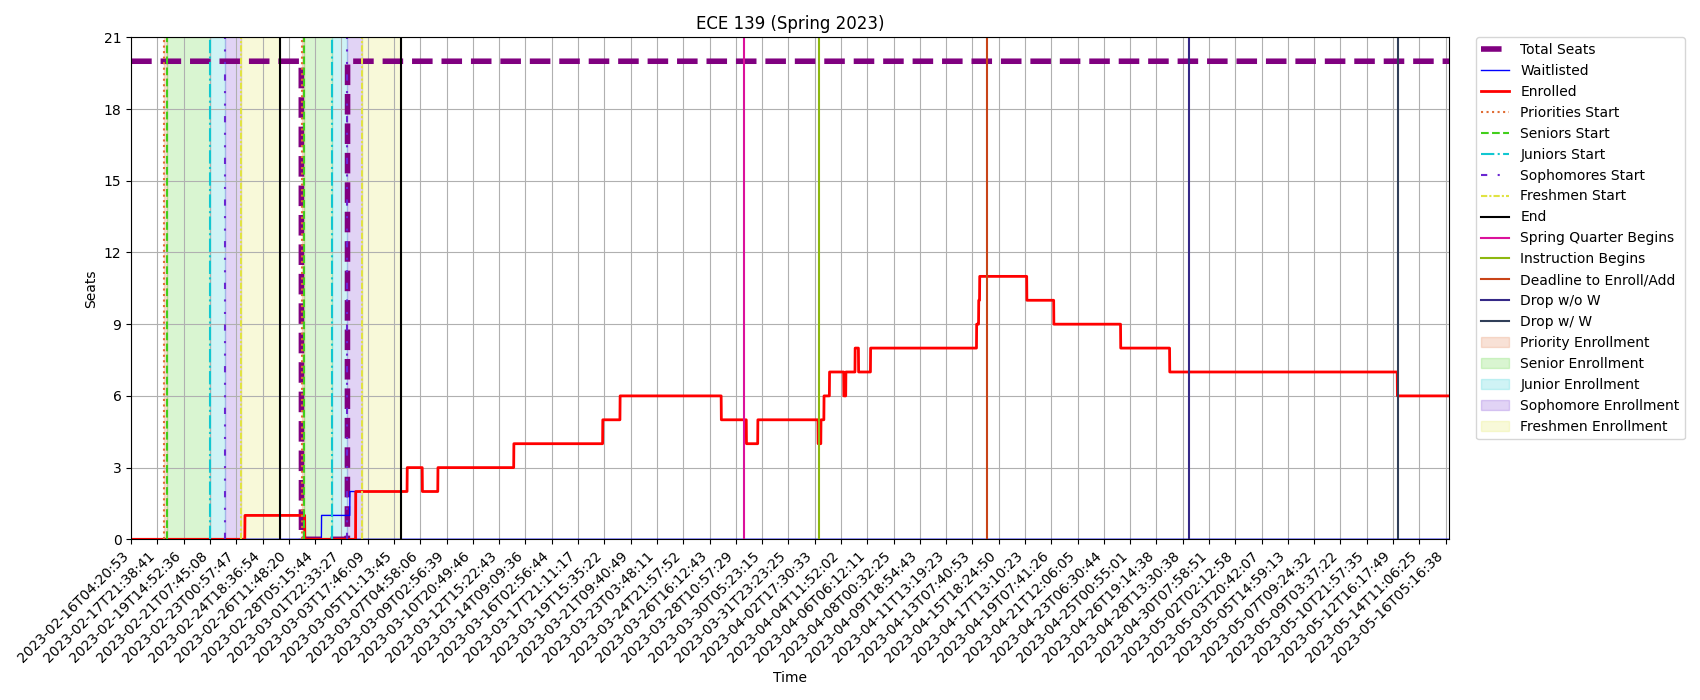 ECE 139 (Spring 2023)
Seats
21
18
15
12
9
6
3
0
2023-02-16T04:20:53
2023-02-17T21:38:41
2023-02-19T14:52:36
2023-02-21T07:45:08
2023-02-23T00:57:47
2023-02-24T18:36:54
2023-02-26T11:48:20
2023-02-28T05:15:44
2023-03-01T22:33:27
2023-03-03T17:46:09
2023-03-05T11:13:45
2023-03-07T04:58:06
2023-03-09T02:56:39
2023-03-10T20:49:46
2023-03-12T15:22:43
2023-03-14T09:09:36
2023-03-16T02:56:44
2023-03-17T21:11:17
2023-03-19T15:35:22
2023-03-21T09:40:49
2023-03-23T03:48:11
2023-03-24T21:57:52
2023-03-26T16:12:43
2023-03-28T10:57:29
2023-03-30T05:23:15
2023-03-31T23:23:25
2023-04-02T17:30:33
2023-04-04T11:52:02
2023-04-06T06:12:11
2023-04-08T00:32:25
2023-04-09T18:54:43
2023-04-11T13:19:23
2023-04-13T07:40:53
2023-04-15T18:24:50
2023-04-17T13:10:23
2023-04-19T07:41:26
2023-04-21T12:06:05
2023-04-23T06:30:44
2023-04-25T00:55:01
2023-04-26T19:14:38
2023-04-28T13:30:38
2023-04-30T07:58:51
2023-05-02T02:12:58
2023-05-03T20:42:07
2023-05-05T14:59:13
2023-05-07T09:24:32
2023-05-09T03:37:22
2023-05-10T21:57:35
2023-05-12T16:17:49
2023-05-14T11:06:25
2023-05-16T05:16:38
Time
Total Seats
Waitlisted
Enrolled
Priorities Start
Seniors Start
Juniors Start
Sophomores Start
Freshmen Start
End
Spring Quarter Begins
Instruction Begins
Deadline to Enroll/Add
Drop w/o W
Drop w/ W
Priority Enrollment
Senior Enrollment
Junior Enrollment
Sophomore Enrollment
Freshmen Enrollment